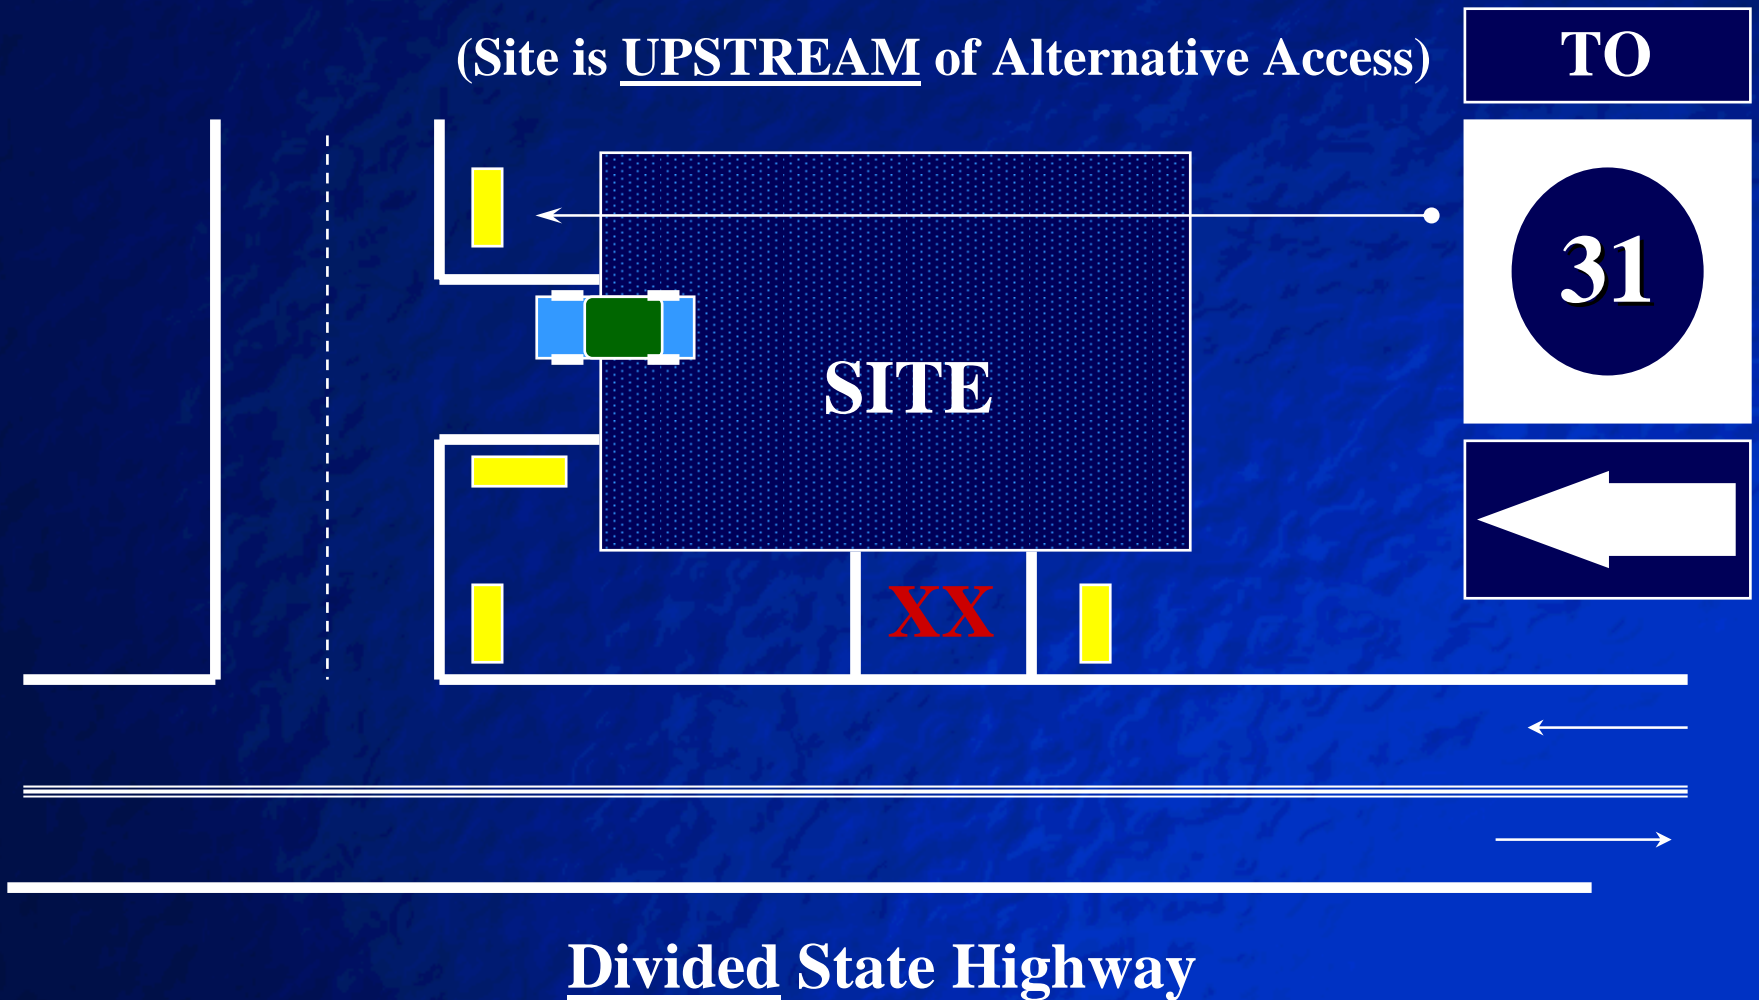 (Site is UPSTREAM of Alternative Access)
TO
31
SITE
XX
Divided State Highway